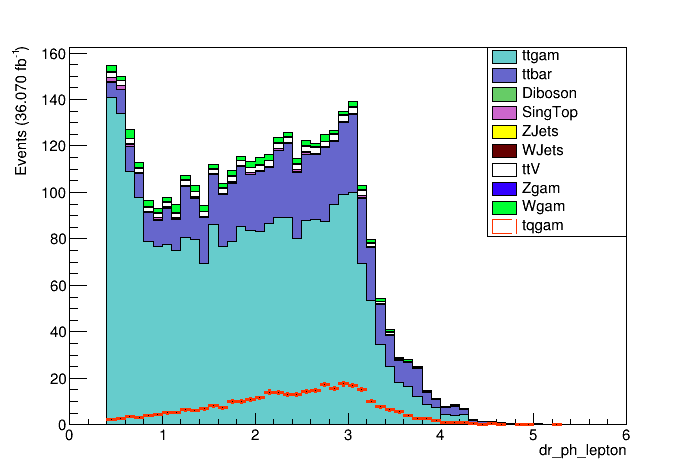 Events (36.070 fb⁻¹)
160
140
120
100
80
60
40
20
0
0 1 2 3 4 5 6
dr_ph_lepton
ttgam
ttbar
Diboson
SingTop
ZJets
WJets
ttV
Zgam
Wgam
tqgam